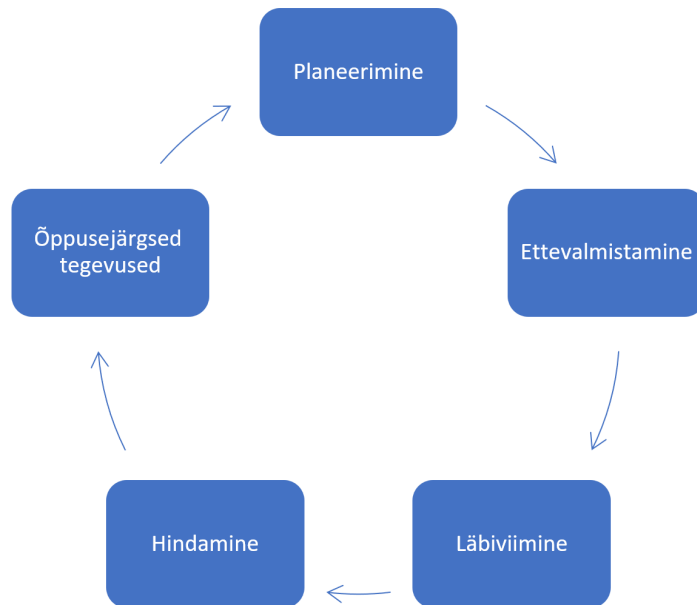 Planeerimine
Ettevalmistamine
Läbiviimine
Hindamine
Õppusejärgsed
tegevused